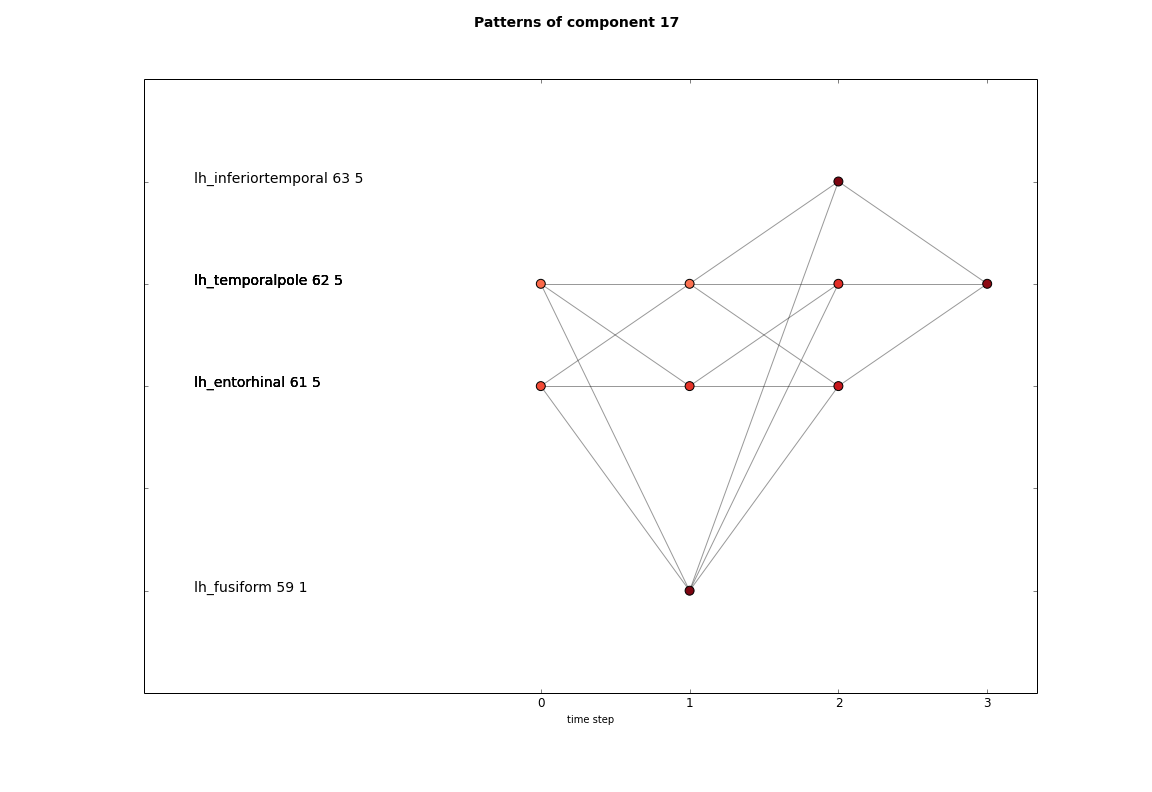 Patterns of component 17
lh_inferiortemporal 63 5
lh_temporalpole 62 5
lh_entorhinal 61 5
lh_fusiform 59 1
0 1 2 3
time step